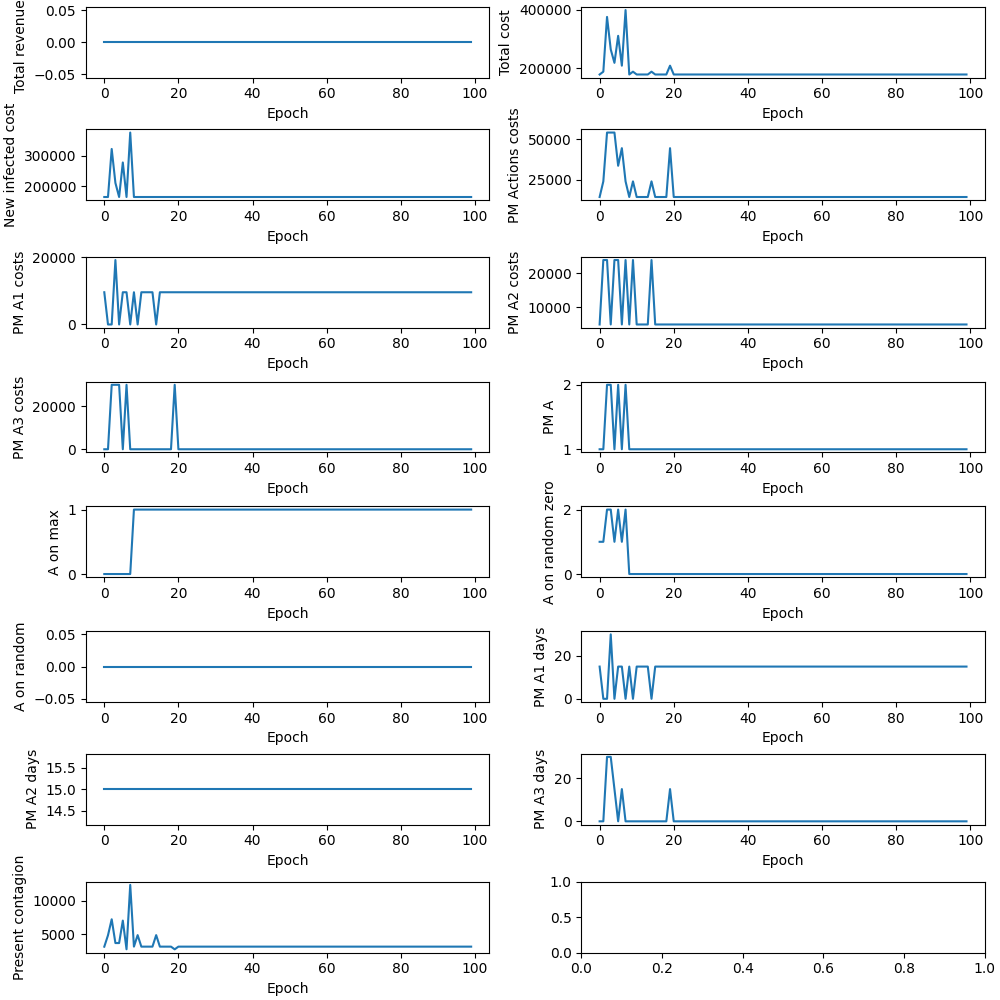 Total revenue
0.05
0.00
−0.05
0 20 40 60 80 100
Epoch
Total cost
400000
200000
0 20 40 60 80 100
Epoch
New infected cost
300000
200000
0 20 40 60 80 100
Epoch
PM Actions costs
50000
25000
0 20 40 60 80 100
Epoch
PM A1 costs
20000
0
0 20 40 60 80 100
Epoch
PM A2 costs
20000
10000
0 20 40 60 80 100
Epoch
PM A3 costs
20000
0
0 20 40 60 80 100
Epoch
PM A
2
1
0 20 40 60 80 100
Epoch
A on max
1
0
0 20 40 60 80 100
Epoch
A on random zero
2
0
0 20 40 60 80 100
Epoch
A on random
0.05
0.00
−0.05
0 20 40 60 80 100
Epoch
PM A1 days
20
0
0 20 40 60 80 100
Epoch
PM A2 days
15.5
15.0
14.5
0 20 40 60 80 100
Epoch
PM A3 days
20
0
0 20 40 60 80 100
Epoch
Present contagion
10000
5000
0 20 40 60 80 100
Epoch
1.0
0.5
0.0
0.0 0.2 0.4 0.6 0.8 1.0